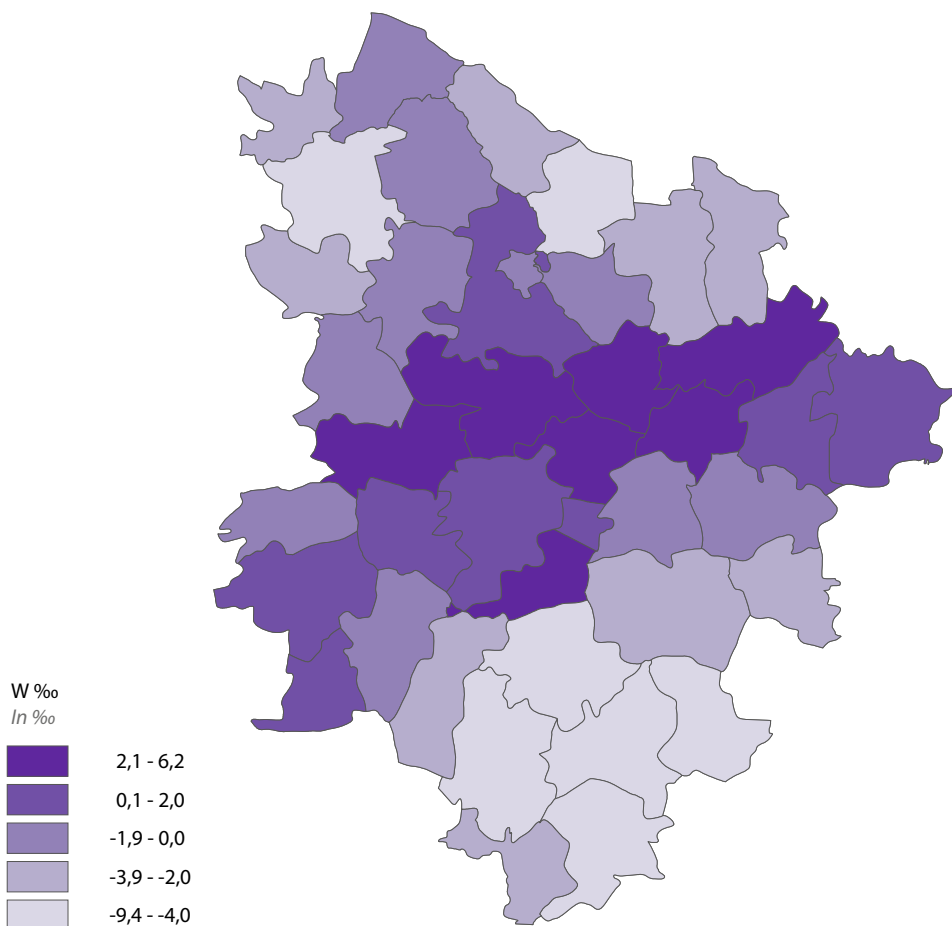 W ‰
In ‰
2,1 - 6,2
0,1 - 2,0
-1,9 - 0,0
-3,9 - -2,0
-9,4 - -4,0